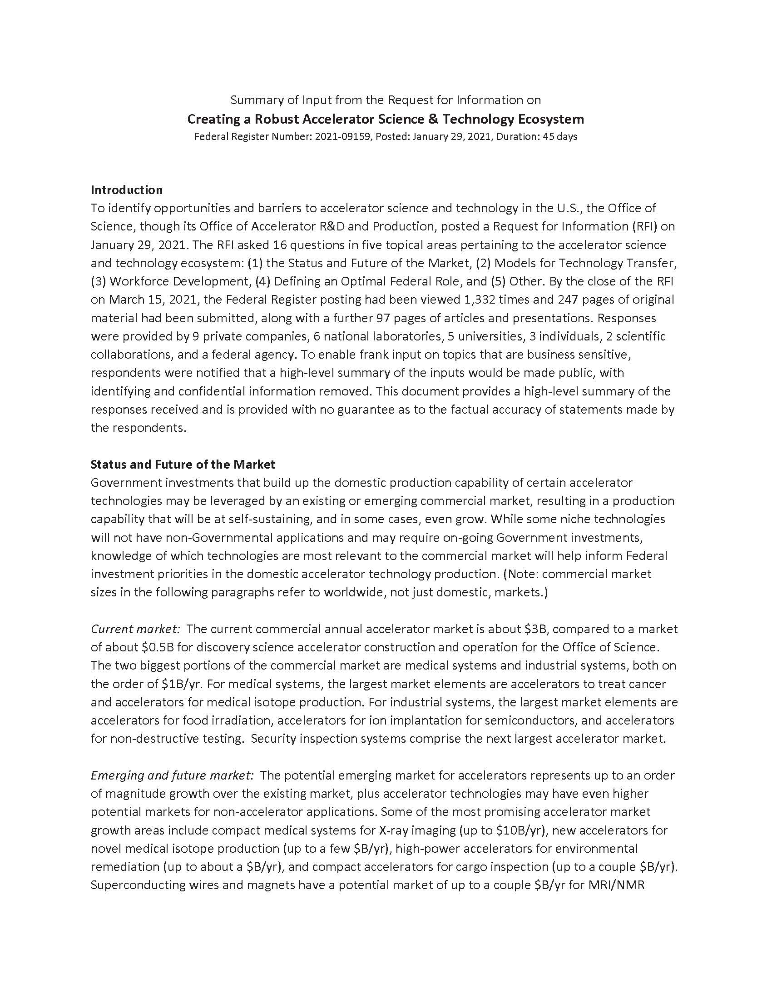 Summary of Input from the Request for Information on
Creating a Robust Accelerator Science & Technology Ecosystem
Federal Register Number: 2021-09159, Posted: January 29, 2021, Duration: 45 days
Introduction
To identify opportunities and barriers to accelerator science and technology in the U.S., the Office of
Science, though its Office of Accelerator R&D and Production, posted a Request for Information (RFI) on
January 29, 2021. The RFI asked 16 questions in five topical areas pertaining to the accelerator science
and technology ecosystem: (1) the Status and Future of the Market, (2) Models for Technology Transfer,
(3) Workforce Development, (4) Defining an Optimal Federal Role, and (5) Other. By the close of the RFI
on March 15, 2021, the Federal Register posting had been viewed 1,332 times and 247 pages of original
material had been submitted, along with a further 97 pages of articles and presentations. Responses
were provided by 9 private companies, 6 national laboratories, 5 universities, 3 individuals, 2 scientific
collaborations, and a federal agency. To enable frank input on topics that are business sensitive,
respondents were notified that a high-level summary of the inputs would be made public, with
identifying and confidential information removed. This document provides a high-level summary of the
responses received and is provided with no guarantee as to the factual accuracy of statements made by
the respondents.
Status and Future of the Market
Government investments that build up the domestic production capability of certain accelerator
technologies may be leveraged by an existing or emerging commercial market, resulting in a production
capability that will be at self-sustaining, and in some cases, even grow. While some niche technologies
will not have non-Governmental applications and may require on-going Government investments,
knowledge of which technologies are most relevant to the commercial market will help inform Federal
investment priorities in the domestic accelerator technology production. (Note: commercial market
sizes in the following paragraphs refer to worldwide, not just domestic, markets.)
Current market:  The current commercial annual accelerator market is about $3B, compared to a market
of about $0.5B for discovery science accelerator construction and operation for the Office of Science.
The two biggest portions of the commercial market are medical systems and industrial systems, both on
the order of $1B/yr. For medical systems, the largest market elements are accelerators to treat cancer
and accelerators for medical isotope production. For industrial systems, the largest market elements are
accelerators for food irradiation, accelerators for ion implantation for semiconductors, and accelerators
for non-destructive testing.  Security inspection systems comprise the next largest accelerator market.
Emerging and future market:  The potential emerging market for accelerators represents up to an order
of magnitude growth over the existing market, plus accelerator technologies may have even higher
potential markets for non-accelerator applications. Some of the most promising accelerator market
growth areas include compact medical systems for X-ray imaging (up to $10B/yr), new accelerators for
novel medical isotope production (up to a few $B/yr), high-power accelerators for environmental
remediation (up to about a $B/yr), and compact accelerators for cargo inspection (up to a couple $B/yr).
Superconducting wires and magnets have a potential market of up to a couple $B/yr for MRI/NMR